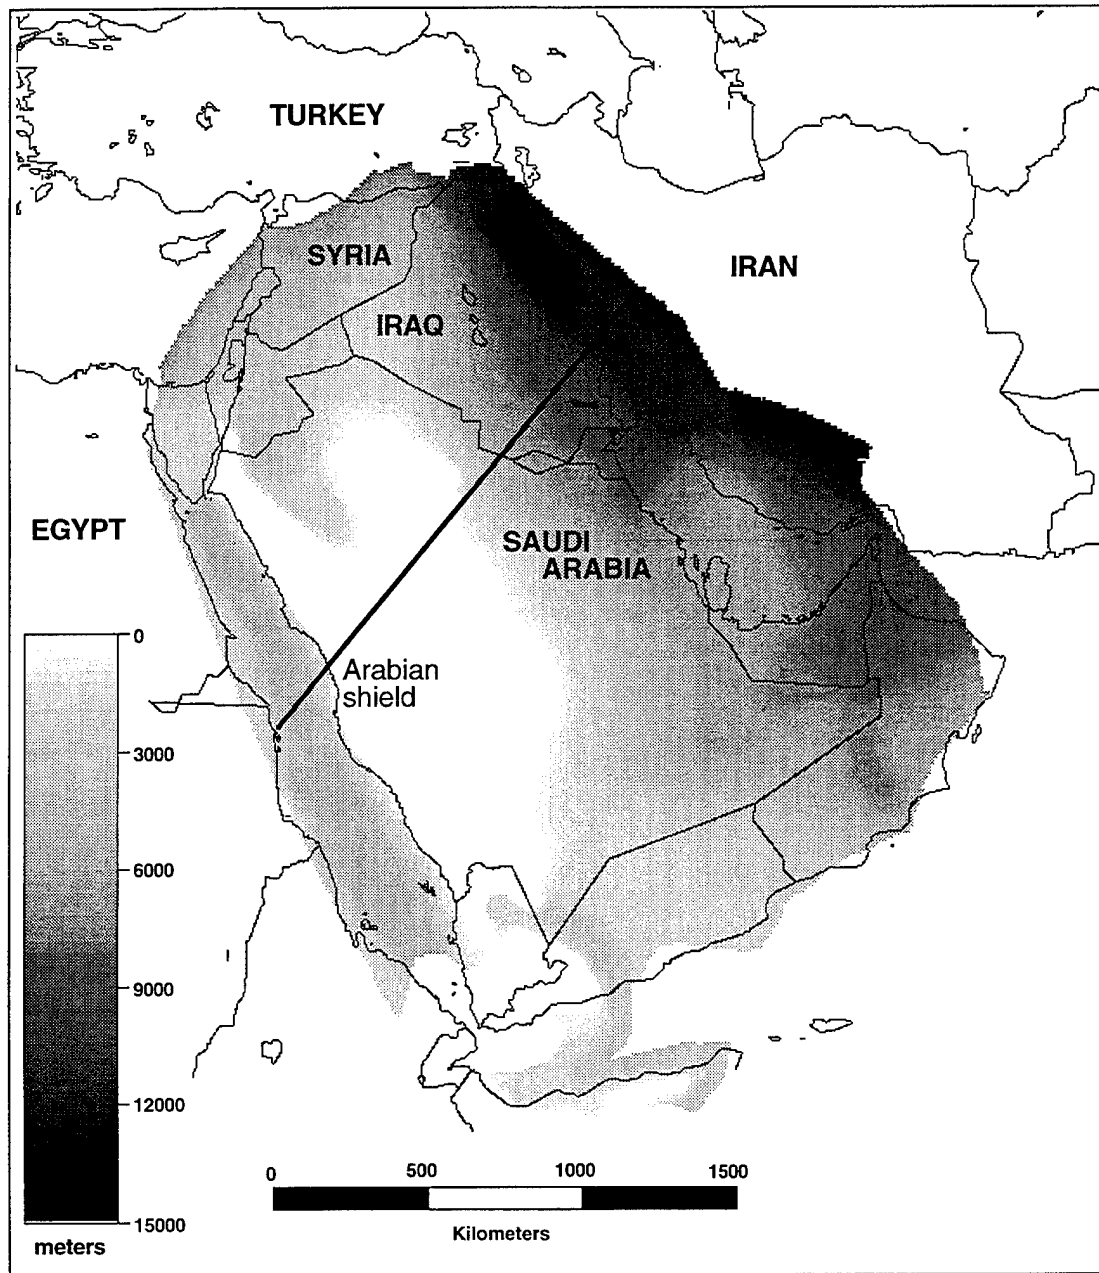 TURKEY
SYRIA
IRAN
IRAQ
EGYPT
SAUDI
ARABIA
Arabian
shield
0
3000
6000
9000
12000
15000
meters
0 500 1000 1500
Kilometers